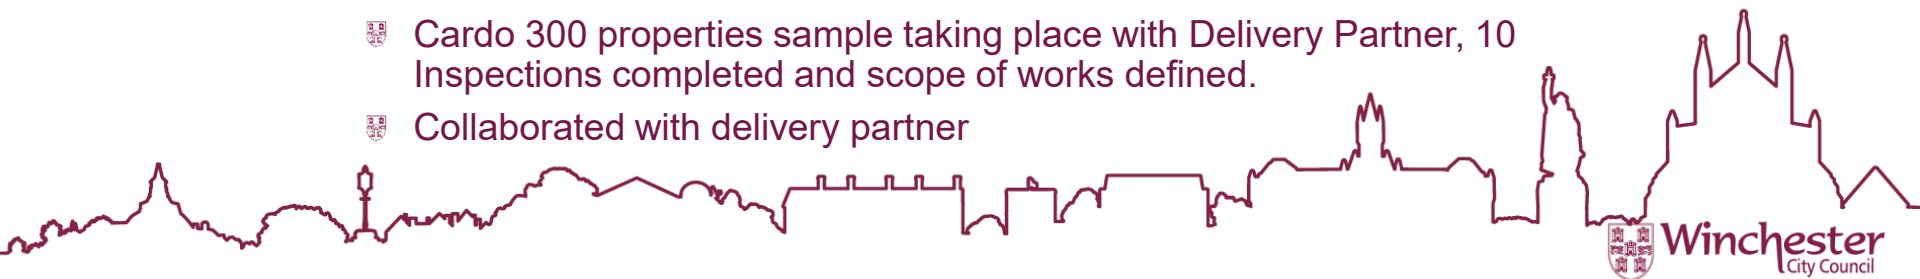 Cardo 300 properties sample taking place with Delivery Partner, 10
Inspections completed and scope of works defined.
Collaborated with delivery partner
Winchester
City Council